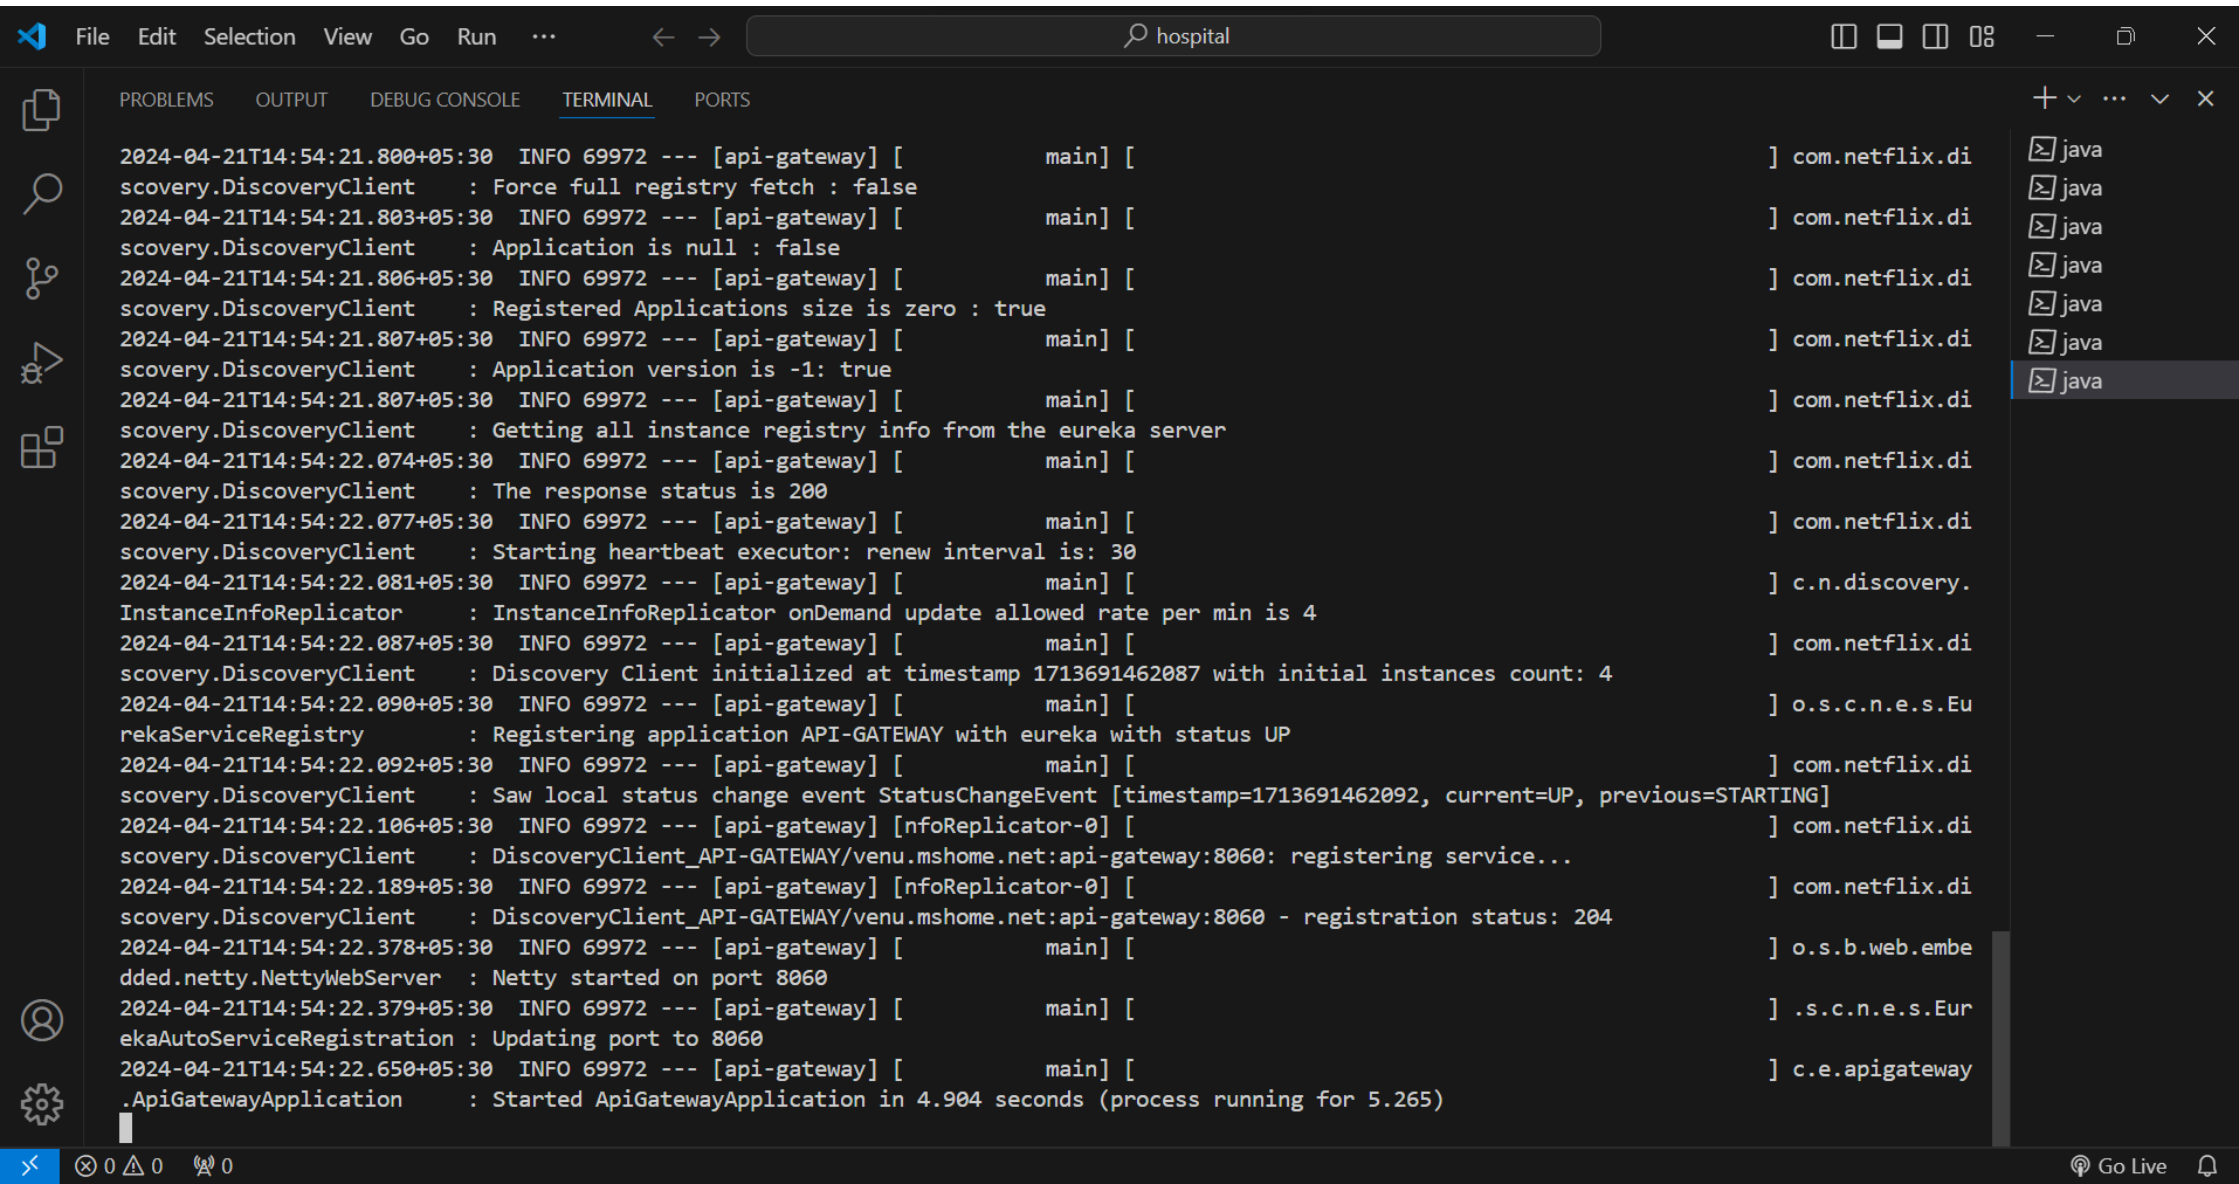 File Edit Selection View Go Run ··· hospital
PROBLEMS OUTPUT DEBUG CONSOLE TERMINAL PORTS
2024-04-21T14:54:21.800+05:30  INFO 69972 --- [api-gateway] [           main] [                                                 ] com.netflix.di
scovery.DiscoveryClient    : Force full registry fetch : false
2024-04-21T14:54:21.803+05:30  INFO 69972 --- [api-gateway] [           main] [                                                 ] com.netflix.di
scovery.DiscoveryClient    : Application is null : false
2024-04-21T14:54:21.806+05:30  INFO 69972 --- [api-gateway] [           main] [                                                 ] com.netflix.di
scovery.DiscoveryClient    : Registered Applications size is zero : true
2024-04-21T14:54:21.807+05:30  INFO 69972 --- [api-gateway] [           main] [                                                 ] com.netflix.di
scovery.DiscoveryClient    : Application version is -1: true
2024-04-21T14:54:21.807+05:30  INFO 69972 --- [api-gateway] [           main] [                                                 ] com.netflix.di
scovery.DiscoveryClient    : Getting all instance registry info from the eureka server
2024-04-21T14:54:22.074+05:30  INFO 69972 --- [api-gateway] [           main] [                                                 ] com.netflix.di
scovery.DiscoveryClient    : The response status is 200
2024-04-21T14:54:22.077+05:30  INFO 69972 --- [api-gateway] [           main] [                                                 ] com.netflix.di
scovery.DiscoveryClient    : Starting heartbeat executor: renew interval is: 30
2024-04-21T14:54:22.081+05:30  INFO 69972 --- [api-gateway] [           main] [                                                 ] c.n.discovery.
InstanceInfoReplicator     : InstanceInfoReplicator onDemand update allowed rate per min is 4
2024-04-21T14:54:22.087+05:30  INFO 69972 --- [api-gateway] [           main] [                                                 ] com.netflix.di
scovery.DiscoveryClient    : Discovery Client initialized at timestamp 1713691462087 with initial instances count: 4
2024-04-21T14:54:22.090+05:30  INFO 69972 --- [api-gateway] [           main] [                                                 ] o.s.c.n.e.s.Eu
rekaServiceRegistry        : Registering application API-GATEWAY with eureka with status UP
2024-04-21T14:54:22.092+05:30  INFO 69972 --- [api-gateway] [           main] [                                                 ] com.netflix.di
scovery.DiscoveryClient    : Saw local status change event StatusChangeEvent [timestamp=1713691462092, current=UP, previous=STARTING]
2024-04-21T14:54:22.106+05:30  INFO 69972 --- [api-gateway] [nfoReplicator-0] [                                                 ] com.netflix.di
scovery.DiscoveryClient    : DiscoveryClient_API-GATEWAY/venu.mshome.net:api-gateway:8060: registering service...
2024-04-21T14:54:22.189+05:30  INFO 69972 --- [api-gateway] [nfoReplicator-0] [                                                 ] com.netflix.di
scovery.DiscoveryClient    : DiscoveryClient_API-GATEWAY/venu.mshome.net:api-gateway:8060 - registration status: 204
2024-04-21T14:54:22.378+05:30  INFO 69972 --- [api-gateway] [           main] [                                                 ] o.s.b.web.embe
dded.netty.NettyWebServer  : Netty started on port 8060
2024-04-21T14:54:22.379+05:30  INFO 69972 --- [api-gateway] [           main] [                                                 ] .s.c.n.e.s.Eur
ekaAutoServiceRegistration : Updating port to 8060
2024-04-21T14:54:22.650+05:30  INFO 69972 --- [api-gateway] [           main] [                                                 ] c.e.apigateway
.ApiGatewayApplication     : Started ApiGatewayApplication in 4.904 seconds (process running for 5.265)
java
java
java
java
java
java
java
0 0 0 Go Live